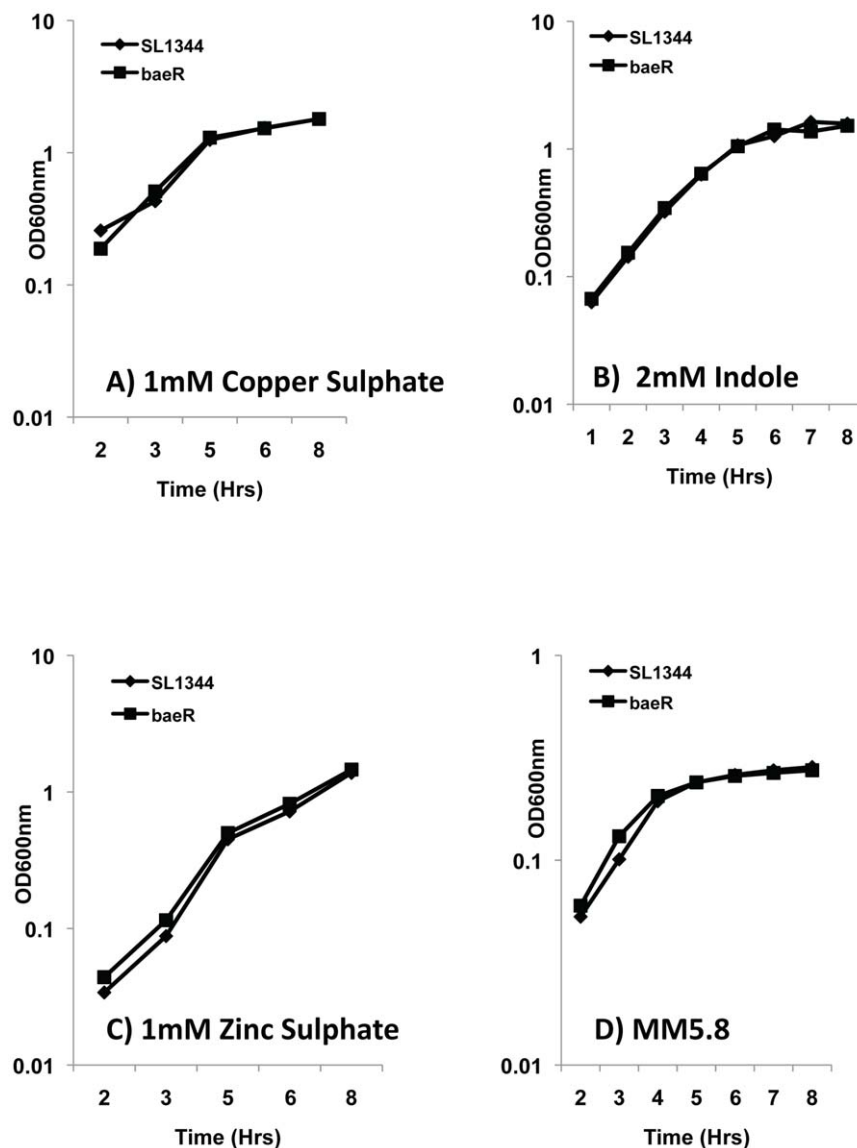 10
SL1344
baeR
1
OD600nm
0.1
A) 1mM Copper Sulphate
0.01
2 3 5 6 8
Time (Hrs)
10
SL1344
baeR
1
OD600nm
0.1
B) 2mM Indole
0.01
1 2 3 4 5 6 7 8
Time (Hrs)
10
SL1344
baeR
1
OD600nm
0.1
C) 1mM Zinc Sulphate
0.01
2 3 5 6 8
Time (Hrs)
1
SL1344
baeR
OD600nm
0.1
D) MM5.8
0.01
2 3 4 5 6 7 8
Time (Hrs)